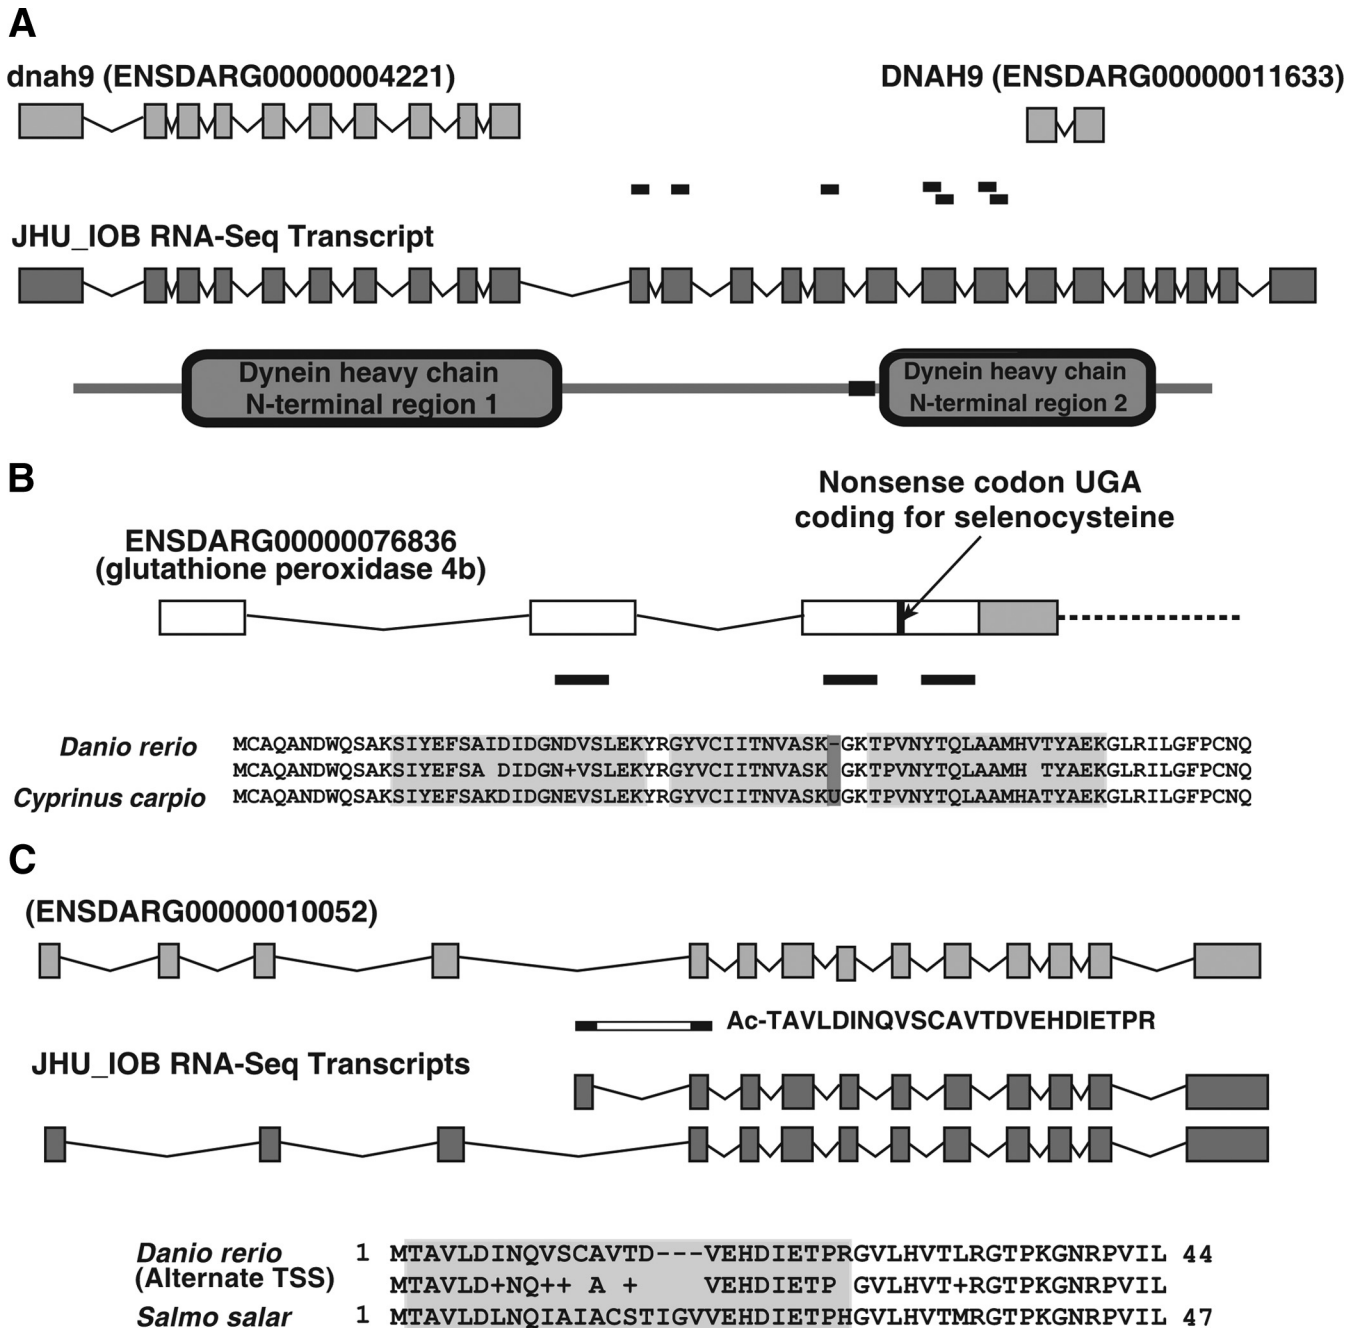 A
dnah9 (ENSDARG00000004221)
DNAH9 (ENSDARG00000011633)
JHU_IOB RNA-Seq Transcript
Dynein heavy chain
N-terminal region 1
Dynein heavy chain
N-terminal region 2
B
Nonsense codon UGA
coding for selenocysteine
ENSDARG00000076836
(glutathione peroxidase 4b)
Danio rerio MCAQANDWQSAKSIYEFSAIDIDGNDVSLEKYRGYVCIITNVASK-GKTPVNYTQLAAMHVTYAEKGLRILGFPCNQ
MCAQANDWQSAKSIYEFSA DIDGN+VSLEKYRGYVCIITNVASK GKTPVNYTQLAAMH TYAEKGLRILGFPCNQ
Cyprinus carpio MCAQANDWQSAKSIYEFSAKDIDGNEVSLEKYRGYVCIITNVASKUGKTPVNYTQLAAMHATYAEKGLRILGFPCNQ
C
(ENSDARG00000010052)
Ac-TAVLDINQVSCAVTDVEHDIETPR
JHU_IOB RNA-Seq Transcripts
Danio rerio 1 MTAVLDINQVSCAVTD---VEHDIETPRGVLHVTLRGTPKGNRPVIL 44
(Alternate TSS) MTAVLD+NQ++ A + VEHDIETP GVLHVT+RGTPKGNRPVIL
Salmo salar 1 MTAVLDLNQIAIACSTIGVVEHDIETPHGVLHVTMRGTPKGNRPVIL 47